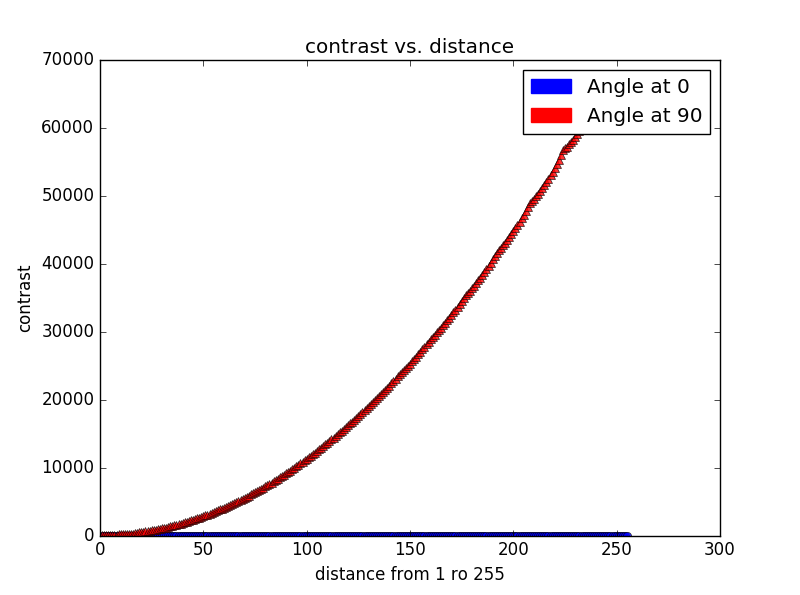 contrast vs. distance
70000
60000
50000
40000
30000
20000
10000
0
contrast
Angle at 0
Angle at 90
0 50 100 150 200 250 300
distance from 1 ro 255